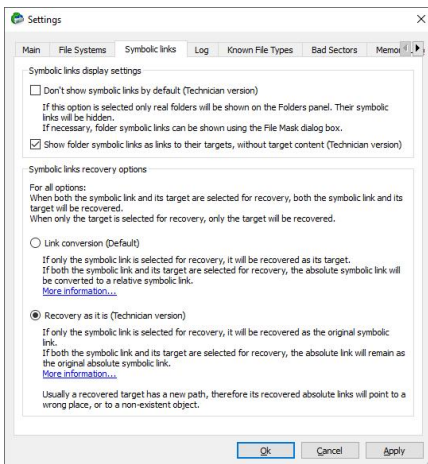 Settings
Main File Systems Symbolic links Log Known File Types Bad Sectors
Symbolic links display settings
Don't show symbolic links by default (Technician version)
If this option is selected only real folders will be shown on the Folders panel. Their symbolic
links will be hidden.
If necessary, folder symbolic links can be shown using the File Mask dialog box.
Show folder symbolic links as links to their targets, without target content (Technician version)
Symbolic links recovery options
For all options:
When both the symbolic link and its target are selected for recovery, both the symbolic link and its
target will be recovered.
When only the target is selected for recovery, only the target will be recovered.
Link conversion (Default)
If only the symbolic link is selected for recovery, it will be recovered as its target.
If both the symbolic link and its target are selected for recovery, the absolute symbolic link will
be converted to a relative symbolic link.
More information...
Recovery as it is (Technician version)
If only the symbolic link is selected for recovery, it will be recovered as the original symbolic
link.
If both the symbolic link and its target are selected for recovery, the absolute link will remain as
the original absolute symbolic link.
More information...
Usually a recovered target has a new path, therefore its recovered absolute links will point to a
wrong place, or to a non-existent object.
Ok Cancel Apply